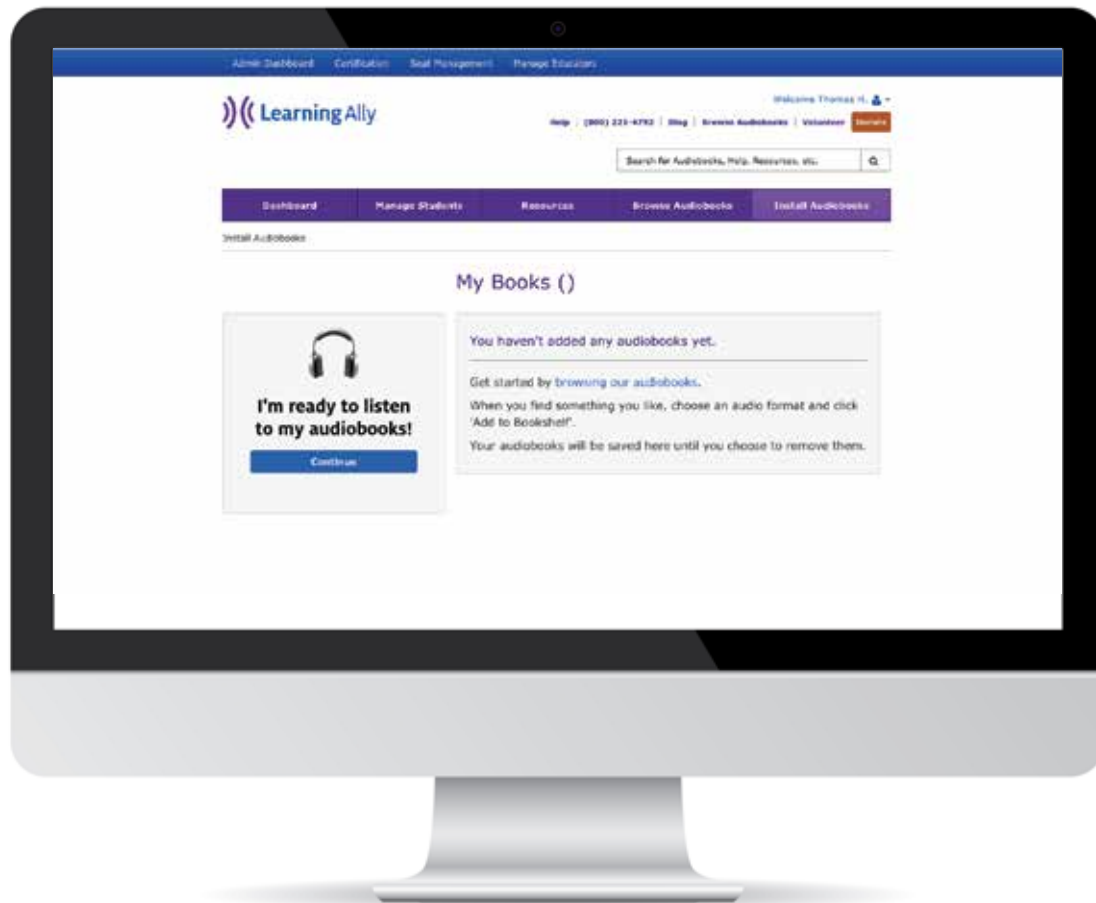 Admin Dashboard Certification Seat Management Manage Educators
Learning Ally
Welcome Thomas H.
Help | (800) 221-4792 | Blog | Browse Audiobooks | Volunteer Donate
Search for Audiobooks, Help, Resources, etc.
Dashboard Manage Students Resources Browse Audiobooks Install Audiobooks
Install Audiobooks
My Books ()
I'm ready to listen
to my audiobooks!
Continue
You haven't added any audiobooks yet.
Get started by browsing our audiobooks.
When you find something you like, choose an audio format and click
'Add to Bookshelf'.
Your audiobooks will be saved here until you choose to remove them.